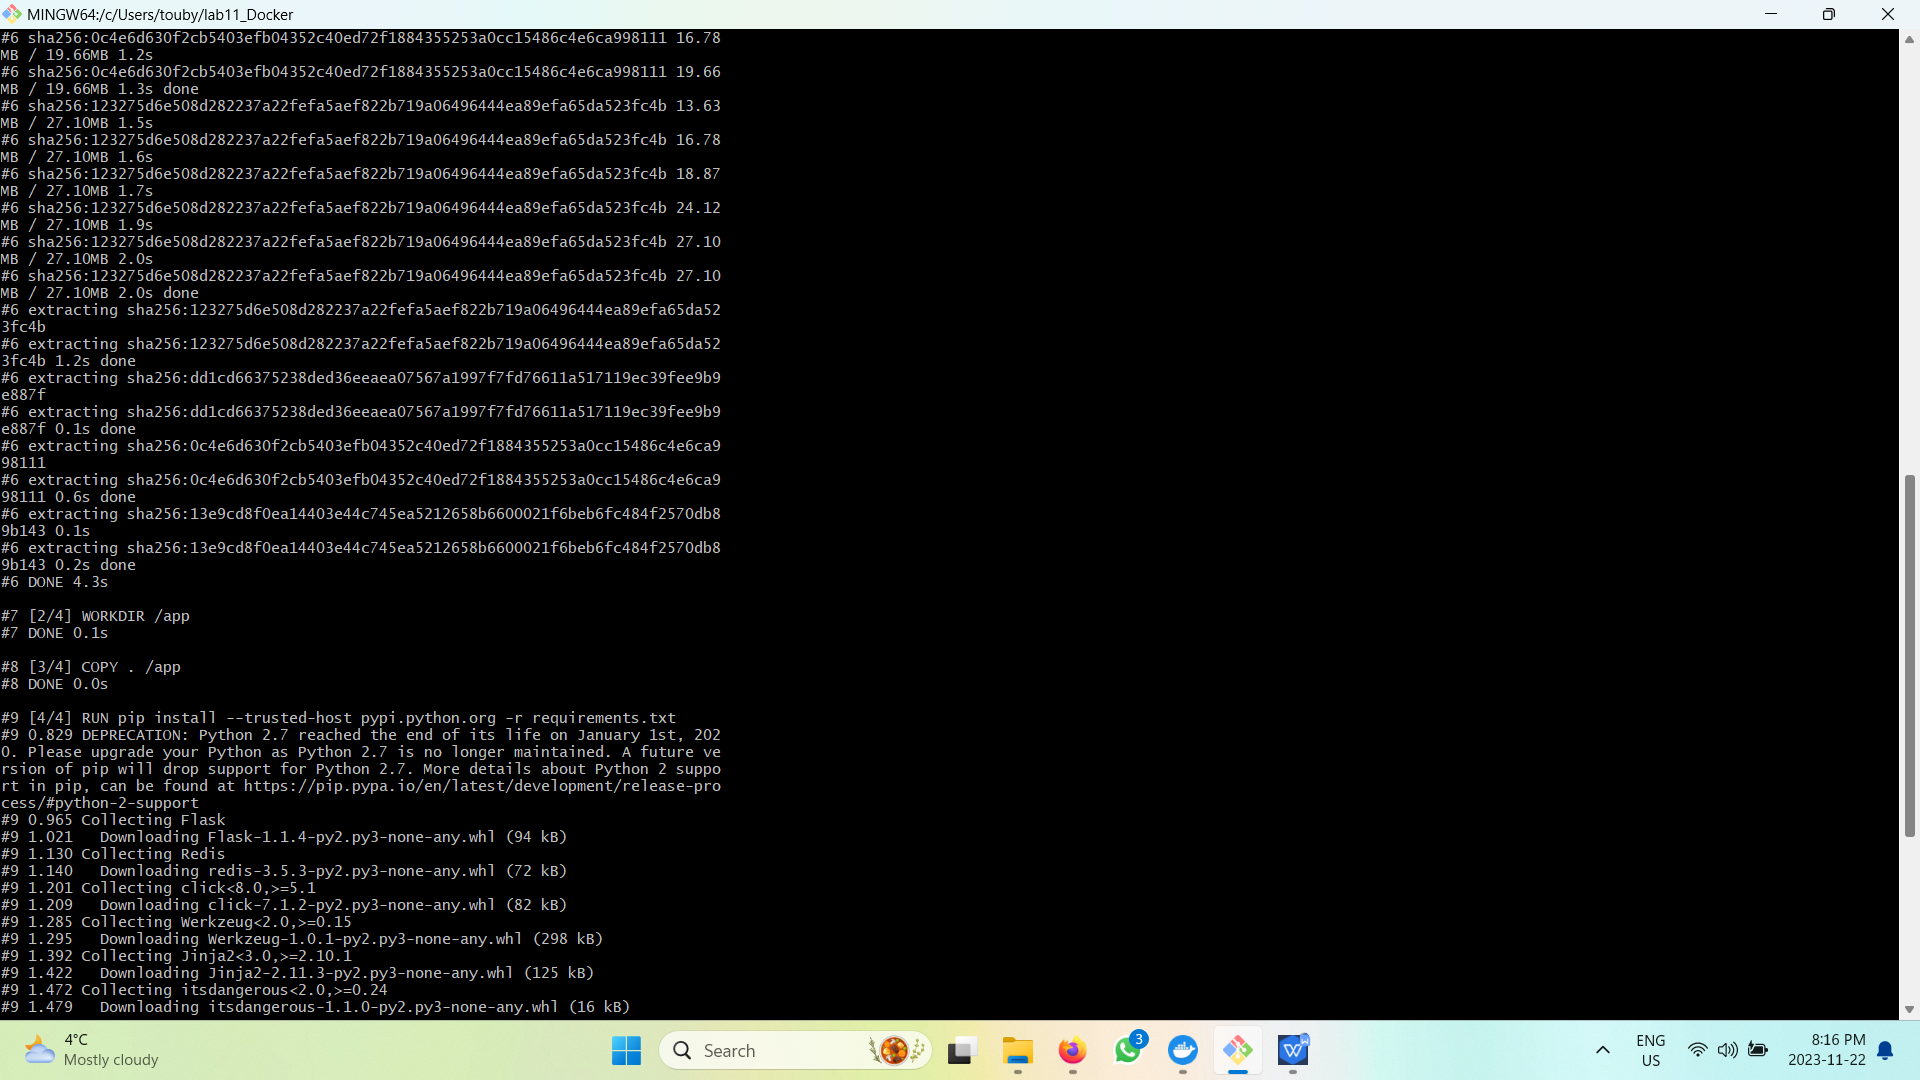 MINGW64:/c/Users/touby/lab11_Docker
#6 sha256:0c4e6d630f2cb5403efb04352c40ed72f1884355253a0cc15486c4e6ca998111 16.78
MB / 19.66MB 1.2s
#6 sha256:0c4e6d630f2cb5403efb04352c40ed72f1884355253a0cc15486c4e6ca998111 19.66
MB / 19.66MB 1.3s done
#6 sha256:123275d6e508d282237a22fefa5aef822b719a06496444ea89efa65da523fc4b 13.63
MB / 27.10MB 1.5s
#6 sha256:123275d6e508d282237a22fefa5aef822b719a06496444ea89efa65da523fc4b 16.78
MB / 27.10MB 1.6s
#6 sha256:123275d6e508d282237a22fefa5aef822b719a06496444ea89efa65da523fc4b 18.87
MB / 27.10MB 1.7s
#6 sha256:123275d6e508d282237a22fefa5aef822b719a06496444ea89efa65da523fc4b 24.12
MB / 27.10MB 1.9s
#6 sha256:123275d6e508d282237a22fefa5aef822b719a06496444ea89efa65da523fc4b 27.10
MB / 27.10MB 2.0s
#6 sha256:123275d6e508d282237a22fefa5aef822b719a06496444ea89efa65da523fc4b 27.10
MB / 27.10MB 2.0s done
#6 extracting sha256:123275d6e508d282237a22fefa5aef822b719a06496444ea89efa65da52
3fc4b
#6 extracting sha256:123275d6e508d282237a22fefa5aef822b719a06496444ea89efa65da52
3fc4b 1.2s done
#6 extracting sha256:dd1cd66375238ded36eeaea07567a1997f7fd76611a517119ec39fee9b9
e887f
#6 extracting sha256:dd1cd66375238ded36eeaea07567a1997f7fd76611a517119ec39fee9b9
e887f 0.1s done
#6 extracting sha256:0c4e6d630f2cb5403efb04352c40ed72f1884355253a0cc15486c4e6ca9
98111
#6 extracting sha256:0c4e6d630f2cb5403efb04352c40ed72f1884355253a0cc15486c4e6ca9
98111 0.6s done
#6 extracting sha256:13e9cd8f0ea14403e44c745ea5212658b6600021f6beb6fc484f2570db8
9b143 0.1s
#6 extracting sha256:13e9cd8f0ea14403e44c745ea5212658b6600021f6beb6fc484f2570db8
9b143 0.2s done
#6 DONE 4.3s
#7 [2/4] WORKDIR /app
#7 DONE 0.1s
#8 [3/4] COPY . /app
#8 DONE 0.0s
#9 [4/4] RUN pip install --trusted-host pypi.python.org -r requirements.txt
#9 0.829 DEPRECATION: Python 2.7 reached the end of its life on January 1st, 202
0. Please upgrade your Python as Python 2.7 is no longer maintained. A future ve
rsion of pip will drop support for Python 2.7. More details about Python 2 suppo
rt in pip, can be found at https://pip.pypa.io/en/latest/development/release-pro
cess/#python-2-support
#9 0.965 Collecting Flask
#9 1.021   Downloading Flask-1.1.4-py2.py3-none-any.whl (94 kB)
#9 1.130 Collecting Redis
#9 1.140   Downloading redis-3.5.3-py2.py3-none-any.whl (72 kB)
#9 1.201 Collecting click<8.0,>=5.1
#9 1.209   Downloading click-7.1.2-py2.py3-none-any.whl (82 kB)
#9 1.285 Collecting Werkzeug<2.0,>=0.15
#9 1.295   Downloading Werkzeug-1.0.1-py2.py3-none-any.whl (298 kB)
#9 1.392 Collecting Jinja2<3.0,>=2.10.1
#9 1.422   Downloading Jinja2-2.11.3-py2.py3-none-any.whl (125 kB)
#9 1.472 Collecting itsdangerous<2.0,>=0.24
#9 1.479   Downloading itsdangerous-1.1.0-py2.py3-none-any.whl (16 kB)
4°C
Mostly cloudy
Search
3
W
ENG
US
8:16 PM
2023-11-22